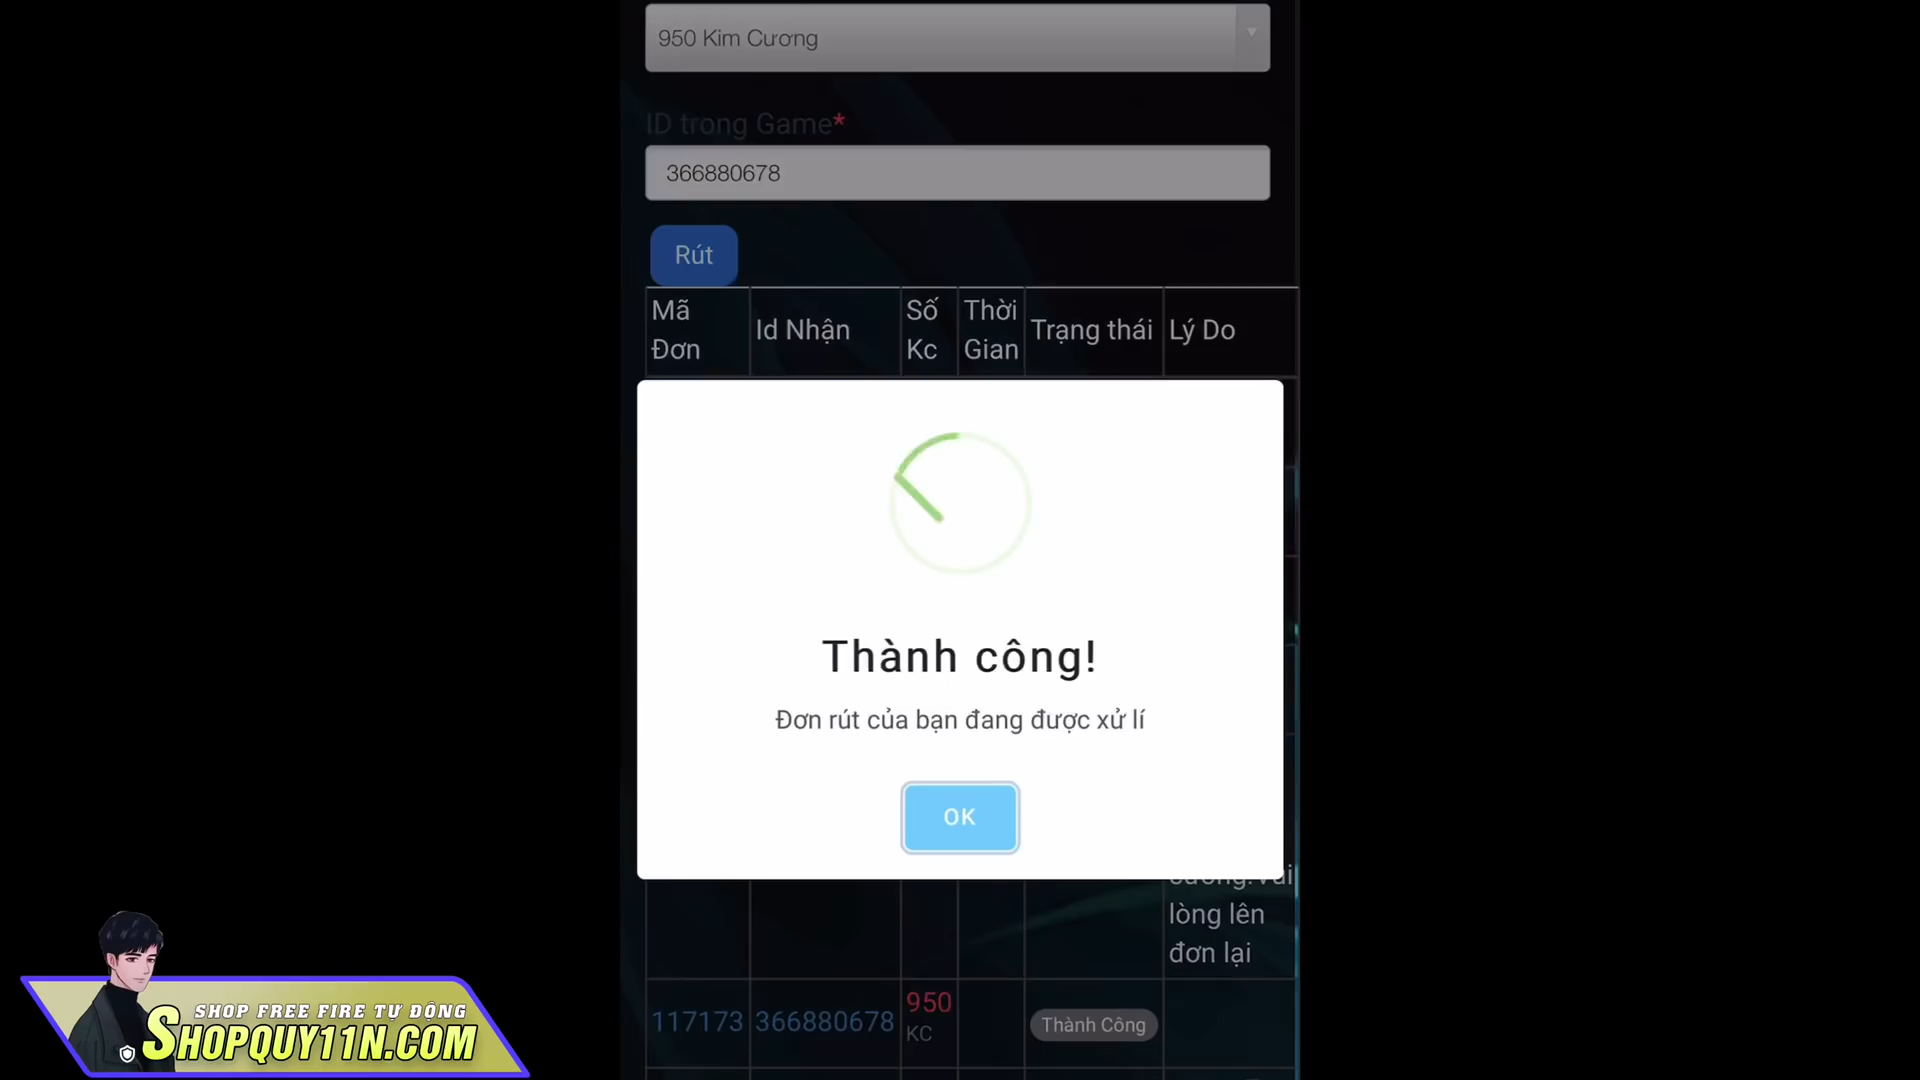 950 Kim Cương
ID trong Game*
366880678
Rút
Mã Đơn
Id Nhận
Số Kc
Thời Gian
Trạng thái
Lý Do
Thành công!
Đơn rút của bạn đang được xử lí
OK
lòng lên
đơn lại
117173
366880678
950
KC
Thành Công
SHOP FREE FIRE TỰ ĐỘNG
SHOPQUY11N.COM